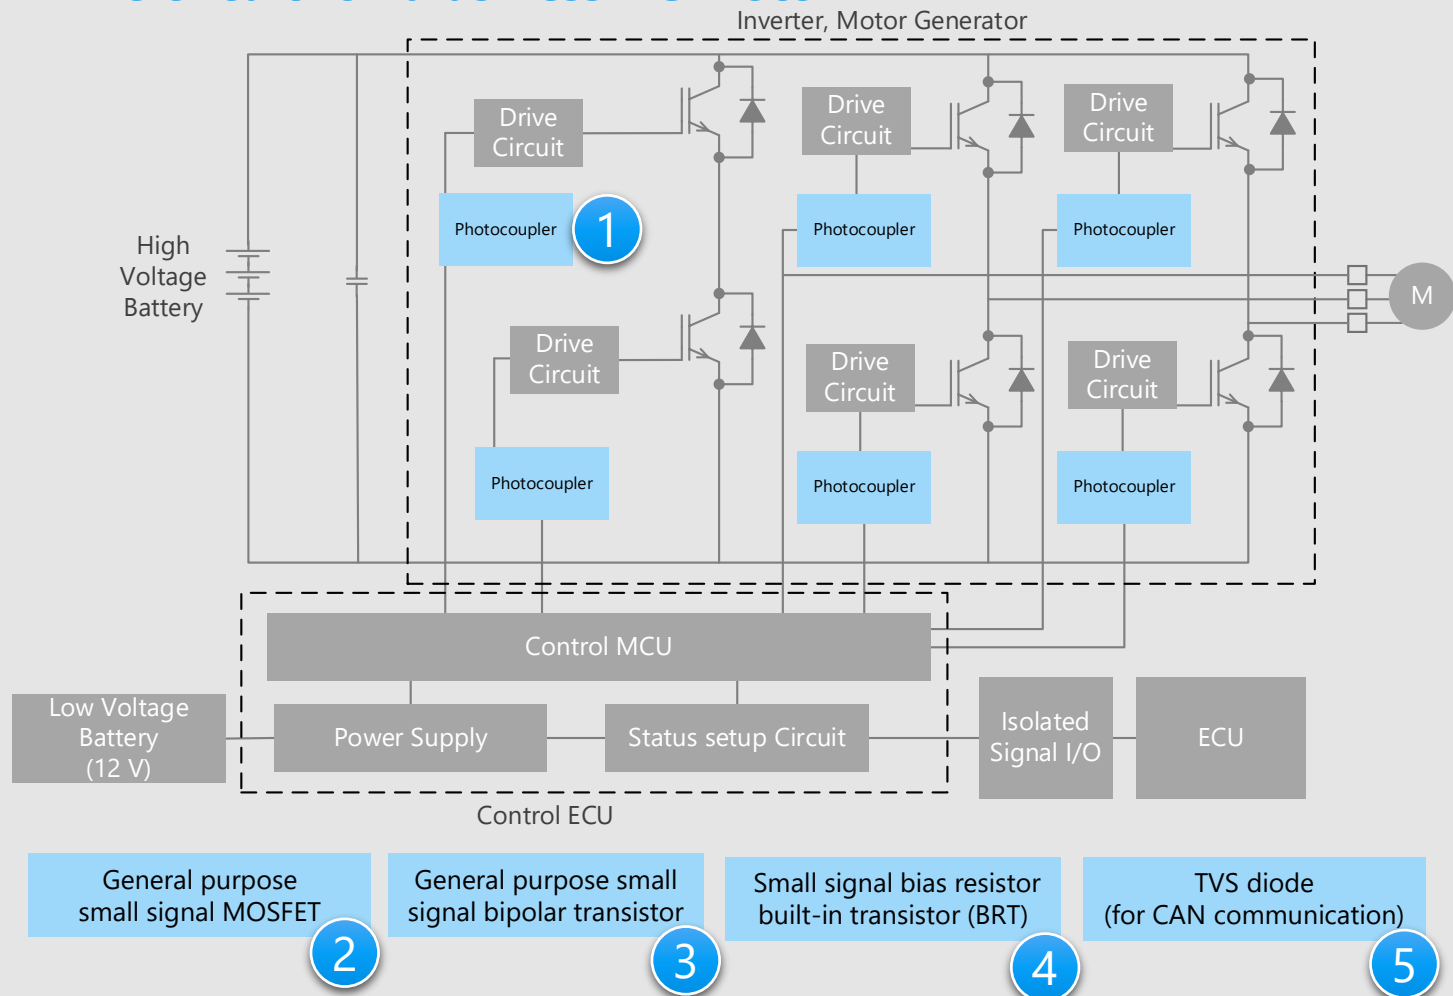 Inverter, Motor Generator
Drive
Circuit
Drive
Circuit
Drive
Circuit
Photocoupler
1
Photocoupler
Photocoupler
High
Voltage
Battery
M
Drive
Circuit
Drive
Circuit
Drive
Circuit
Photocoupler
Photocoupler
Photocoupler
Control MCU
Low Voltage
Battery
(12 V)
Power Supply
Status setup Circuit
Isolated
Signal I/O
ECU
Control ECU
General purpose
small signal MOSFET
2
General purpose small
signal bipolar transistor
3
Small signal bias resistor
built-in transistor (BRT)
4
TVS diode
(for CAN communication)
5